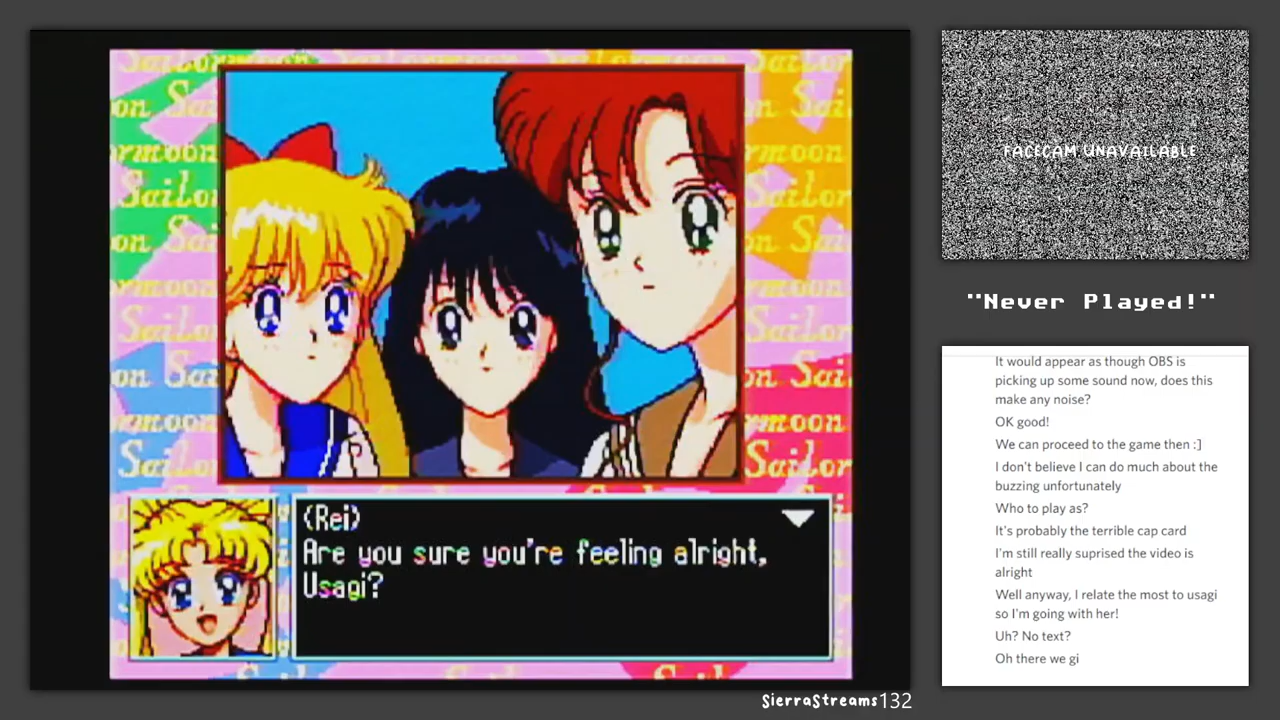 Sailormoon Sailormoon
(Rei)
Are you sure you're feeling alright,
Usagi?
FACECAM UNAVAILABLE
"Never Played!"
It would appear as though OBS is
picking up some sound now, does this
make any noise?
OK good!
We can proceed to the game then :]
I don't believe I can do much about the
buzzing unfortunately
Who to play as?
It's probably the terrible cap card
I'm still really suprised the video is
alright
Well anyway, I relate the most to usagi
so I'm going with her!
Uh? No text?
Oh there we gi
SierraStreams132